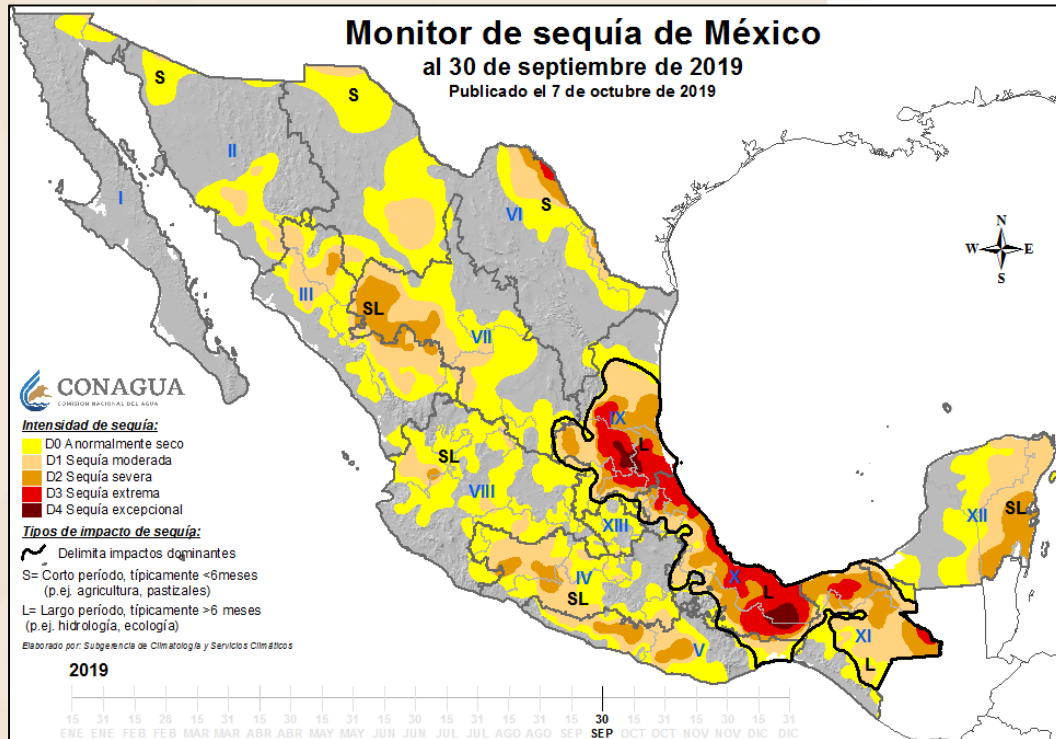 Monitor de sequía de México
al 30 de septiembre de 2019
Publicado el 7 de octubre de 2019
S
S
II
I
VI
S
N
W E
S
III
SL
VII
CONAGUA
COMISIÓN NACIONAL DEL AGUA
Intensidad de sequía:
D0 Anormalmente seco
D1 Sequía moderada
D2 Sequía severa
D3 Sequía extrema
D4 Sequía excepcional
Tipos de impacto de sequía:
Delimita impactos dominantes
S= Corto período, típicamente <6meses
(p.ej. agricultura, pastizales)
L= Largo período, típicamente >6 meses
(p.ej. hidrología, ecología)
Elaborado por: Subgerencia de Climatología y Servicios Climáticos
IX
L
SL
VIII
XIII
SL
XII
IV
SL
X
L
V
XI
L
2019
15 31 15 28 15 31 15 30 15 31 15 30 15 31 15 31 15 30 15 31 15 30 15 31
ENE ENE FEB FEB MAR MAR ABR ABR MAY MAY JUN JUN JUL JUL AGO AGO SEP SEP OCT OCT NOV NOV DIC DIC